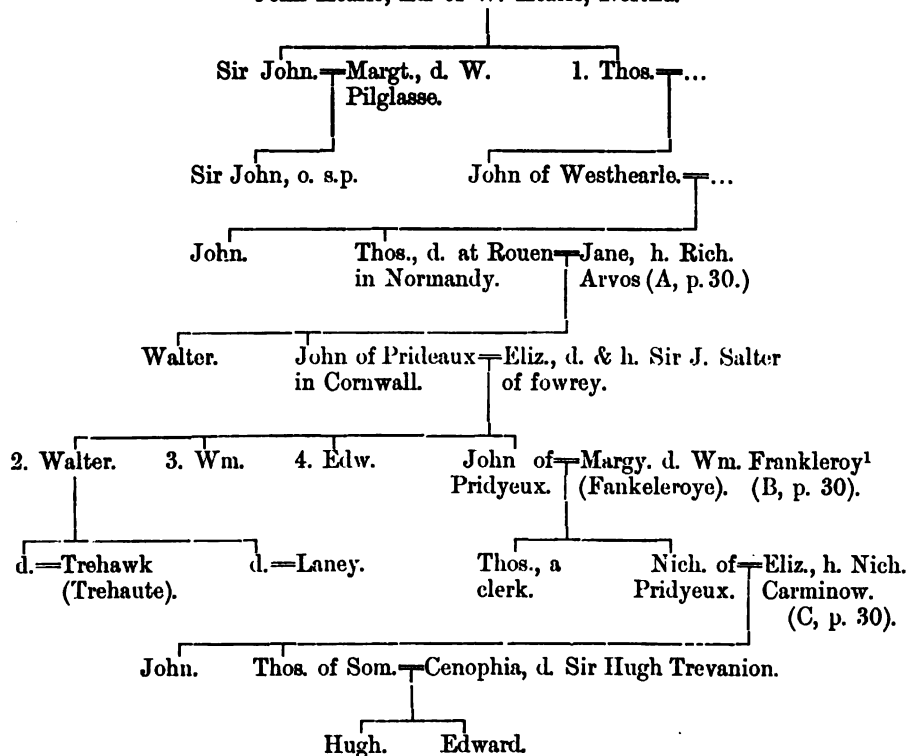 Sir John.
Margt., d. W.
Pilglasse.
1. Thos.
...
Sir John, o. s.p.
John of Westhearle.
...
John.
Thos., d. at Rouen
in Normandy.
Jane, h. Rich.
Arvos (A, p. 30.)
Walter.
John of Prideaux
in Cornwall.
Eliz., d. & h. Sir J. Salter
of fowrey.
2. Walter.
3. Wm.
4. Edw.
John of
Pridyeux.
Margy. d. Wm. Frankleroy¹
(Fankeleroye). (B, p. 30).
d.
Trehawk
(Trehaute).
d.
Laney.
Thos., a
clerk.
Nich. of
Pridyeux.
Eliz., h. Nich.
Carminow.
(C, p. 30).
John.
Thos. of Som.
Cenophia, d. Sir Hugh Trevanion.
Hugh.
Edward.